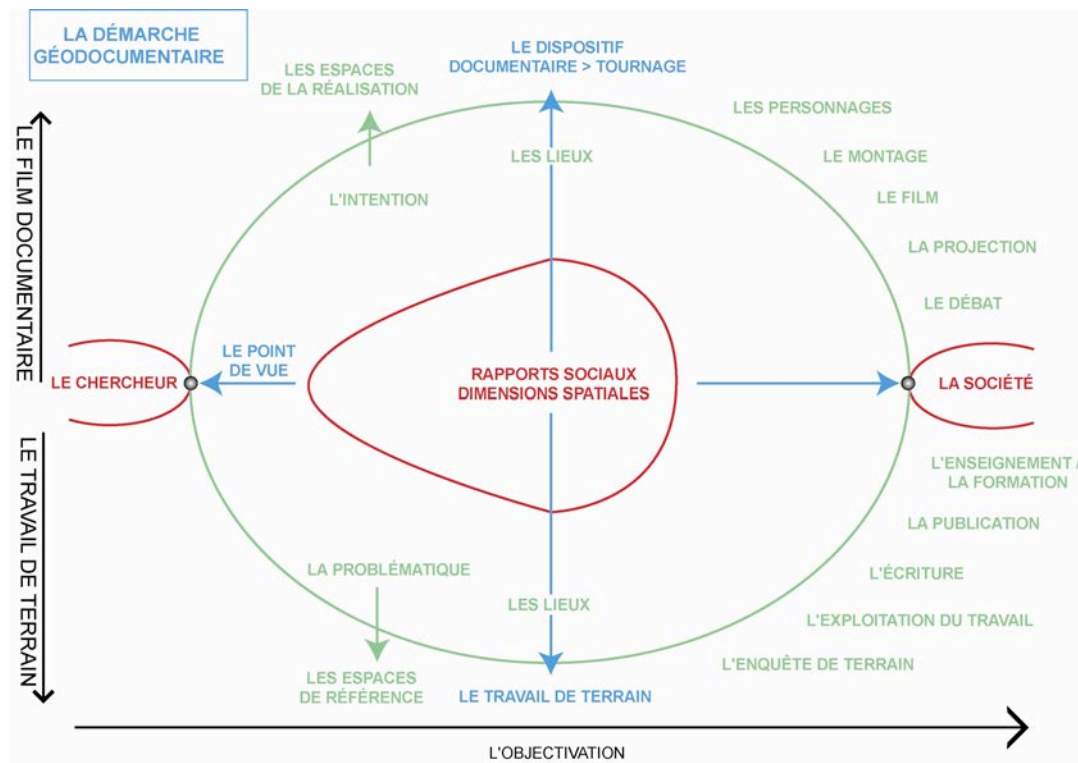 LA DÉMARCHE
GÉODOCUMENTAIRE
LE DISPOSITIF
DOCUMENTAIRE > TOURNAGE
LES ESPACES
DE LA RÉALISATION
LES PERSONNAGES
LE FILM DOCUMENTAIRE
LES LIEUX
LE MONTAGE
L'INTENTION
LE FILM
LA PROJECTION
LE DÉBAT
LE POINT
DE VUE
LE CHERCHEUR
RAPPORTS SOCIAUX
DIMENSIONS SPATIALES
LA SOCIÉTÉ
LE TRAVAIL DE TERRAIN
L'ENSEIGNEMENT /
LA FORMATION
LA PUBLICATION
LA PROBLÉMATIQUE
L'ÉCRITURE
LES LIEUX
L'EXPLOITATION DU TRAVAIL
L'ENQUÊTE DE TERRAIN
LES ESPACES
DE RÉFÉRENCE
LE TRAVAIL DE TERRAIN
L'OBJECTIVATION